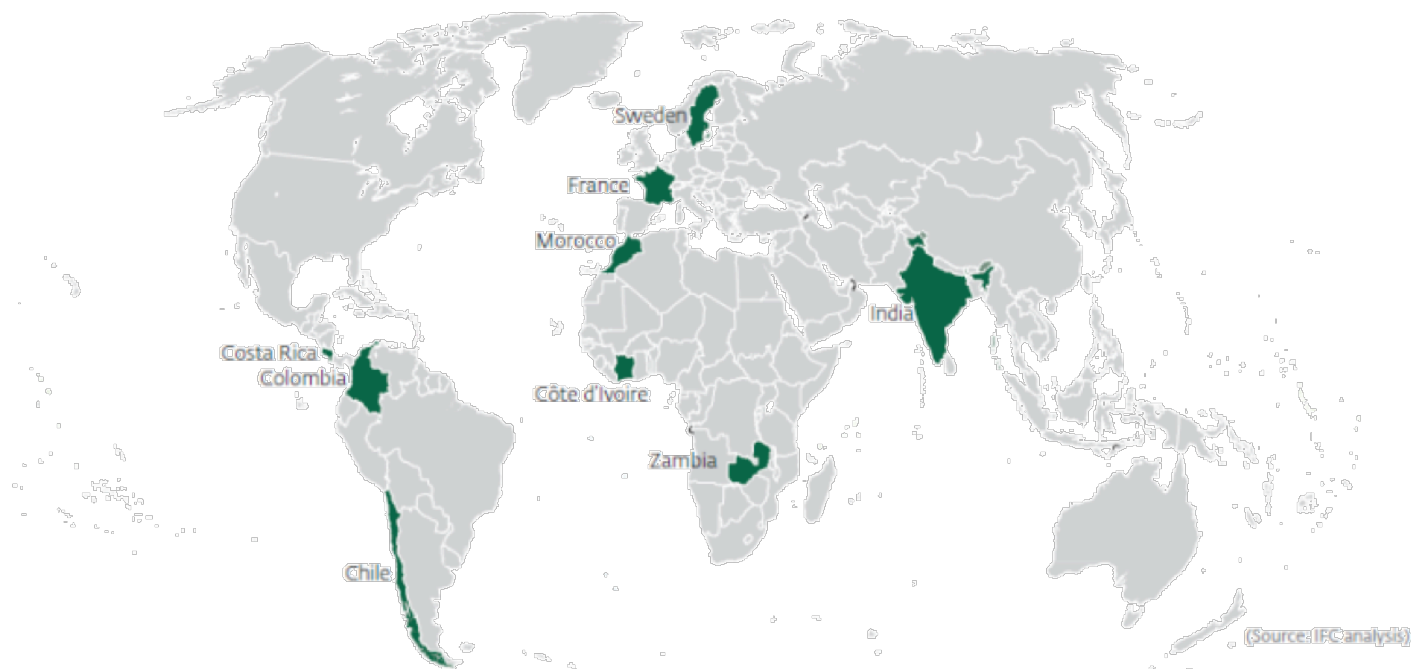 Sweden
France
Morocco
India
Costa Rica
Colombia
Côte d'Ivoire
Zambia
Chile
(Source: IFC analysis)